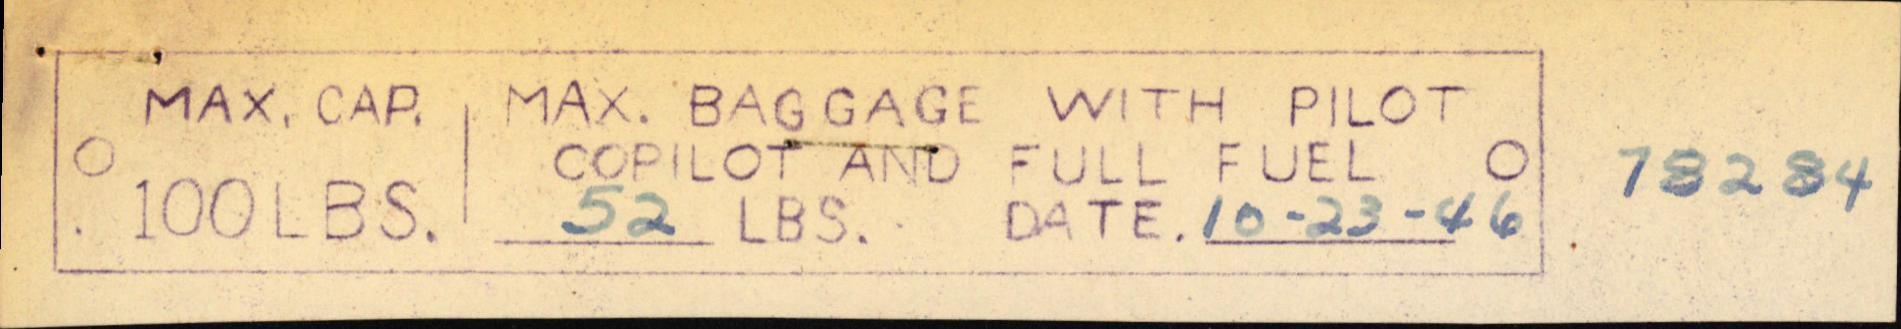 MAX. CAP.
100 LBS.
MAX. BAGGAGE WITH PILOT
COPILOT AND FULL FUEL
52 LBS. DATE. 10-23-46
78284